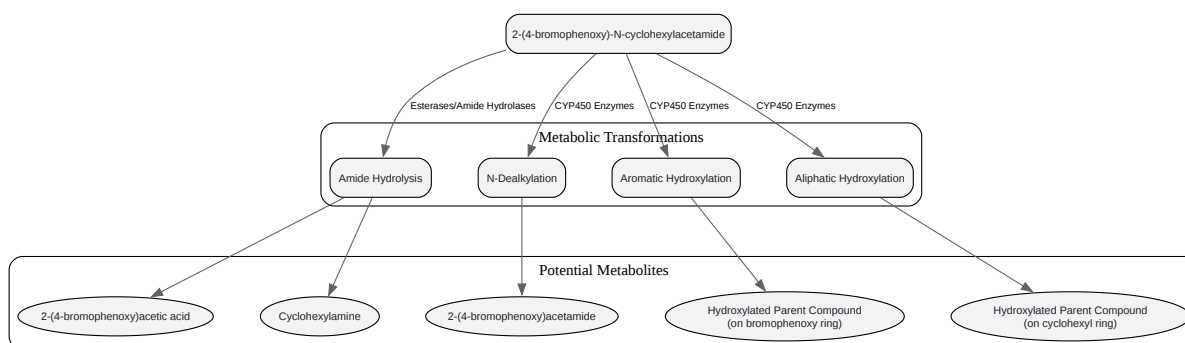 2-(4-bromophenoxy)-N-cyclohexylacetamide
Esterases/Amide Hydrolases
CYP450 Enzymes
CYP450 Enzymes
CYP450 Enzymes
Metabolic Transformations
Amide Hydrolysis
N-Dealkylation
Aromatic Hydroxylation
Aliphatic Hydroxylation
Potential Metabolites
2-(4-bromophenoxy)acetic acid
Cyclohexylamine
2-(4-bromophenoxy)acetamide
Hydroxylated Parent Compound
(on bromophenoxy ring)
Hydroxylated Parent Compound
(on cyclohexyl ring)